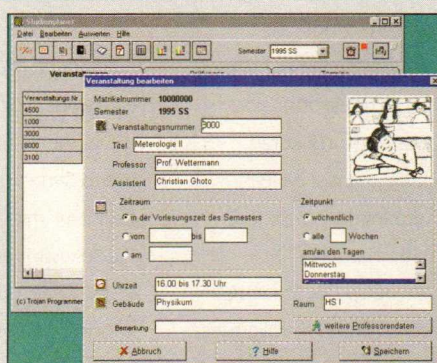 Studienplaner
Datei Bearbeiten Auswerten Hilfe
Semester 1995 SS
Veranstaltungen
Veranstaltungs Nr
4500
1000
3000
8000
3100
(c) Trojan Programmer
Veranstaltung bearbeiten
Matrikelnummer 10000000
Semester 1995 SS
Veranstaltungsnummer 3000
Titel Meterologie II
Professor Prof. Wettermann
Assistent Christian Ghoto
Zeitraum
in der Vorlesungszeit des Semesters
vom bis
am
Zeitpunkt
wöchentlich
alle Wochen
am/an den Tagen
Mittwoch
Donnerstag
Uhrzeit 16.00 bis 17.30 Uhr
Gebäude Physikum
Raum HS I
Bemerkung
weitere Professorendaten
Abbruch
? Hilfe
Speichern